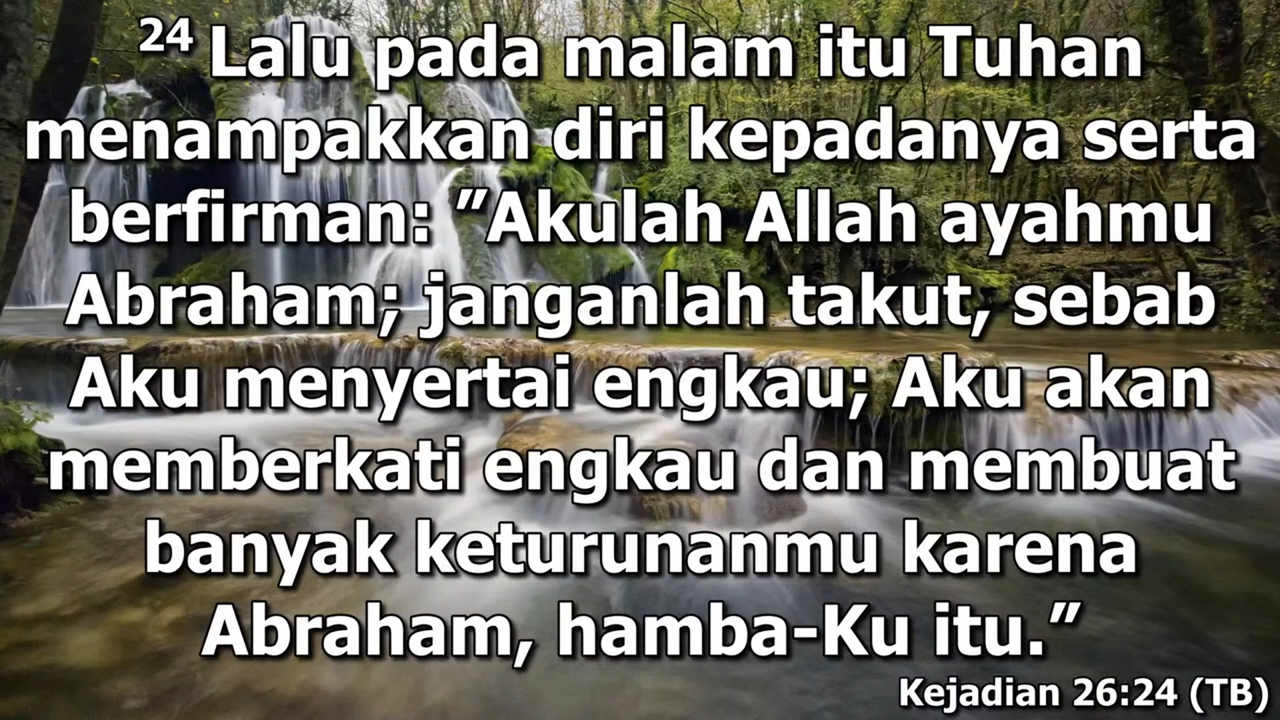 24 Lalu pada malam itu Tuhan
menampakkan diri kepadanya serta
berfirman: ”Akulah Allah ayahmu
Abraham; janganlah takut, sebab
Aku menyertai engkau; Aku akan
memberkati engkau dan membuat
banyak keturunanmu karena
Abraham, hamba-Ku itu.”
Kejadian 26:24 (TB)